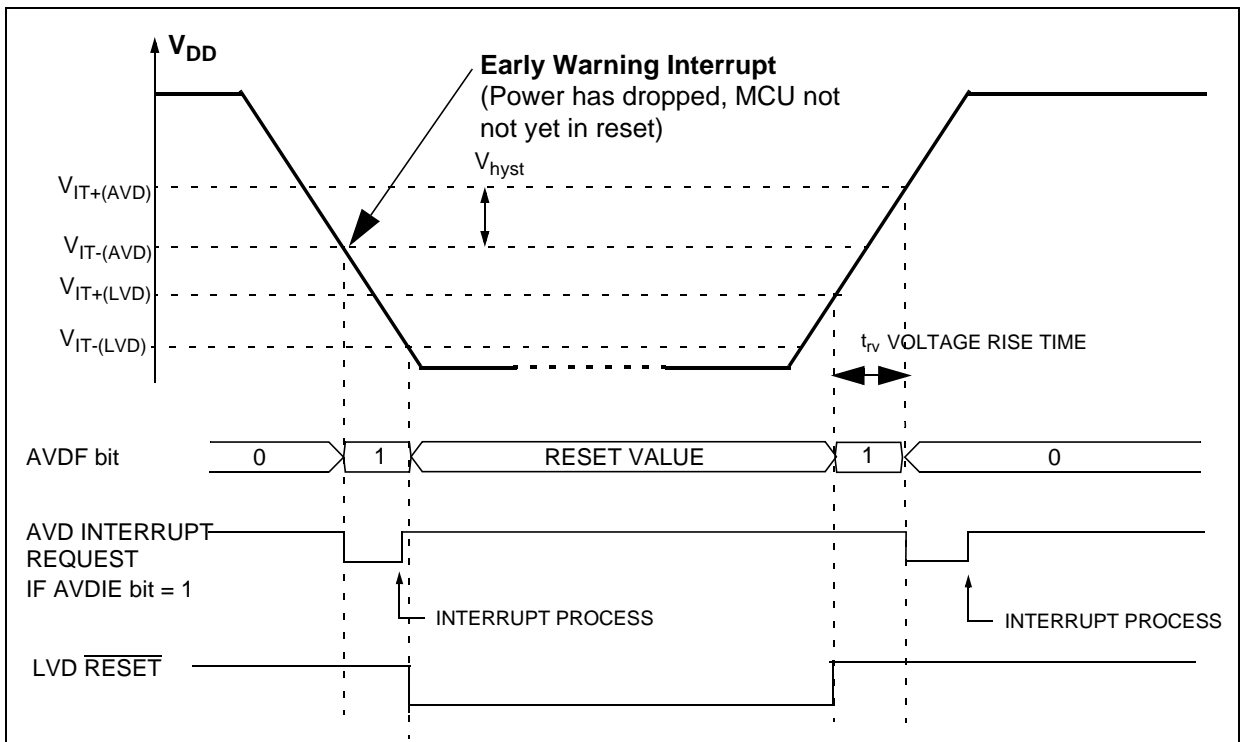 VDD
Early Warning Interrupt
(Power has dropped, MCU not
not yet in reset)
Vhyst
VIT+(AVD)
VIT-(AVD)
VIT+(LVD)
VIT-(LVD)
trv VOLTAGE RISE TIME
AVDF bit 0 1 RESET VALUE 1 0
AVD INTERRUPT
REQUEST
IF AVDIE bit = 1
INTERRUPT PROCESS INTERRUPT PROCESS
LVD RESET